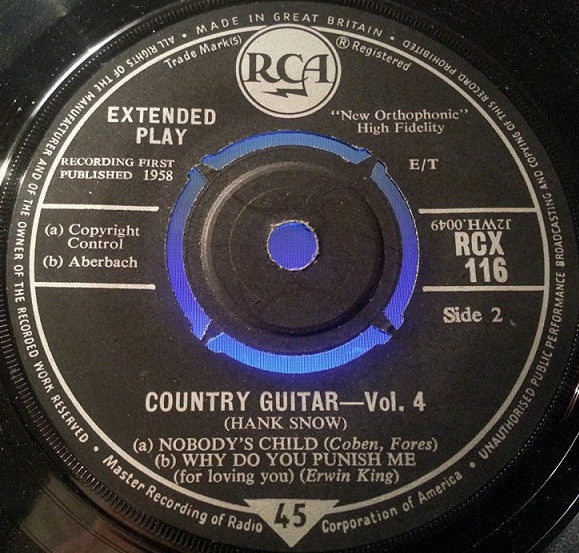 MADE IN GREAT BRITAIN
ALL RIGHTS OF THE MANUFACTURER AND OF THE OWNER OF THE RECORDED WORK RESERVED
UNAUTHORISED PUBLIC PERFORMANCE BROADCASTING AND COPYING OF THIS RECORD PROHIBITED
Trade Mark(s)
RCA
® Registered
EXTENDED
PLAY
"New Orthophonic"
High Fidelity
RECORDING FIRST
PUBLISHED 1958
E/T
(a) Copyright
Control
(b) Aberbach
J2WH.0049
RCX
116
Side 2
COUNTRY GUITAR—Vol. 4
(HANK SNOW)
(a) NOBODY'S CHILD (Coben, Fores)
(b) WHY DO YOU PUNISH ME
(for loving you) (Erwin King)
Master Recording of Radio Corporation of America
45